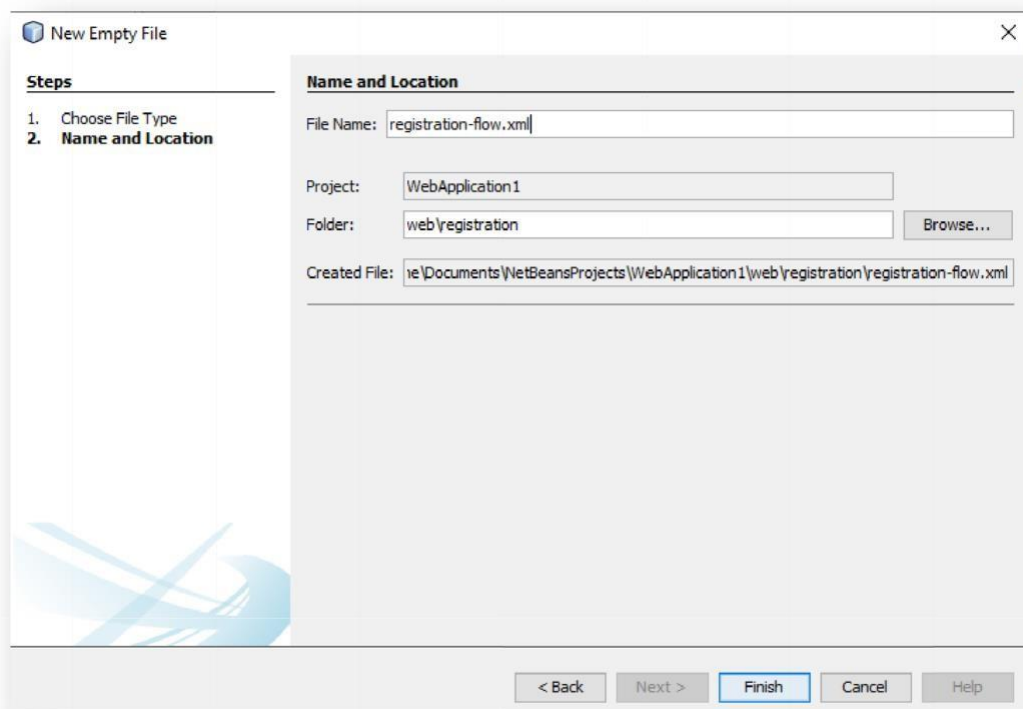 New Empty File
Steps
1. Choose File Type
2. Name and Location
Name and Location
File Name: registration-flow.xml
Project: WebApplication1
Folder: web\registration Browse...
Created File: ıe\Documents\NetBeansProjects\WebApplication1\web\registration\registration-flow.xml
< Back Next > Finish Cancel Help